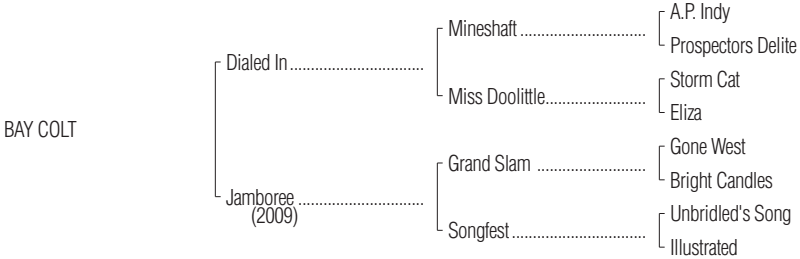 A.P. Indy
Mineshaft ..............................
Prospectors Delite
Dialed In................................
Storm Cat
Miss Doolittle........................
Eliza
BAY COLT
Gone West
Grand Slam ..........................
Bright Candles
Jamboree ..............................
(2009)
Unbridled's Song
Songfest................................
Illustrated